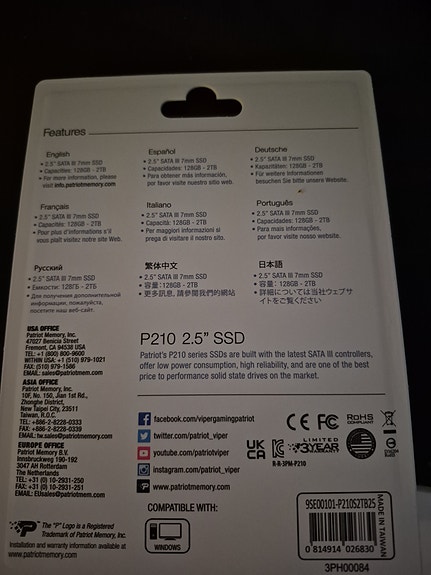 Features
English
• 2.5" SATA III 7mm SSD
• Capacities: 128GB - 2TB
• For more information, please
visit info.patriotmemory.com
Español
• 2.5" SATA III 7mm SSD
• Capacidades: 128GB - 2TB
• Para obtener más información,
por favor visite nuestro sitio web.
Deutsche
• 2.5" SATA III 7mm SSD
• Kapazitäten: 128GB - 2TB
• Für weitere informationen
besuchen Sie bitte unsere Website.
Français
• 2.5" SATA III 7mm SSD
• Capacités: 128GB - 2TB
• Pour plus d'informations s'il
vous plaît visitez notre site Web.
Italiano
• 2.5" SATA III 7mm SSD
• Capacità: 128GB - 2TB
• Per maggiori informazioni si
prega di visitare il nostro sito.
Português
• 2.5" SATA III 7mm SSD
• Capacidades: 128GB - 2TB
• Para mais informações,
por favor visite nosso website.
Русский
• 2.5" SATA III 7mm SSD
• Емкости: 128ГБ - 2ТБ
• Для получения дополнительной
информации, пожалуйста,
посетите наш веб-сайт.
繁体中文
• 2.5" SATA III 7mm SSD
• 容量: 128GB - 2TB
• 更多訊息, 請參閱我們的網站
日本語
• 2.5" SATA III 7mm SSD
• 容量: 128GB - 2TB
• 詳細については当社ウェブサ
イトをご覧ください
USA OFFICE
Patriot Memory, Inc.
47027 Benicia Street
Fremont, CA 94538 USA
TEL: +1 (800) 800-9600
WITHIN USA: +1 (510) 979-1021
FAX: (510) 979-1586
EMAIL: sales@patriotmem.com
ASIA OFFICE
Patriot Memory, Inc.
10F, No. 150, Jian 1st Rd.,
Zhonghe District,
New Taipei City, 23511
Taiwan, R.O.C.
TEL: +886-2-8228-0339
FAX: +886-2-8228-0333
EMAIL: tw.sales@patriotmem.com
EUROPE OFFICE
Patriot Memory B.V.
Innsbruckweg 190-192
3047 AH Rotterdam
The Netherlands
TEL: +31 (0) 10-2931-250
FAX: +31 (0) 10-2931-251
EMAIL: EUsales@patriotmem.com
P210 2.5" SSD
Patriot's P210 series SSDs are built with the latest SATA III controllers,
offer low power consumption, high reliability, and are one of the best
price to performance solid state drives on the market.
facebook.com/vipergamingpatriot
twitter.com/patriot_viper
youtube.com/patriotviper
instagram.com/patriot_viper
www.patriotmemory.com
CE FC RoHS
COMPLIANT
UK
CA
LIMITED
3YEAR
WARRANTY
R-R-3PM-P210
COMPATIBLE WITH:
WINDOWS
The "P" Logo is a Registered
Trademark of Patriot Memory, Inc.
Installation and warranty information available at
www.patriotmemory.com
9SE00101-P210S2TB25
0 814914 026830
MADE IN TAIWAN
3PH00084